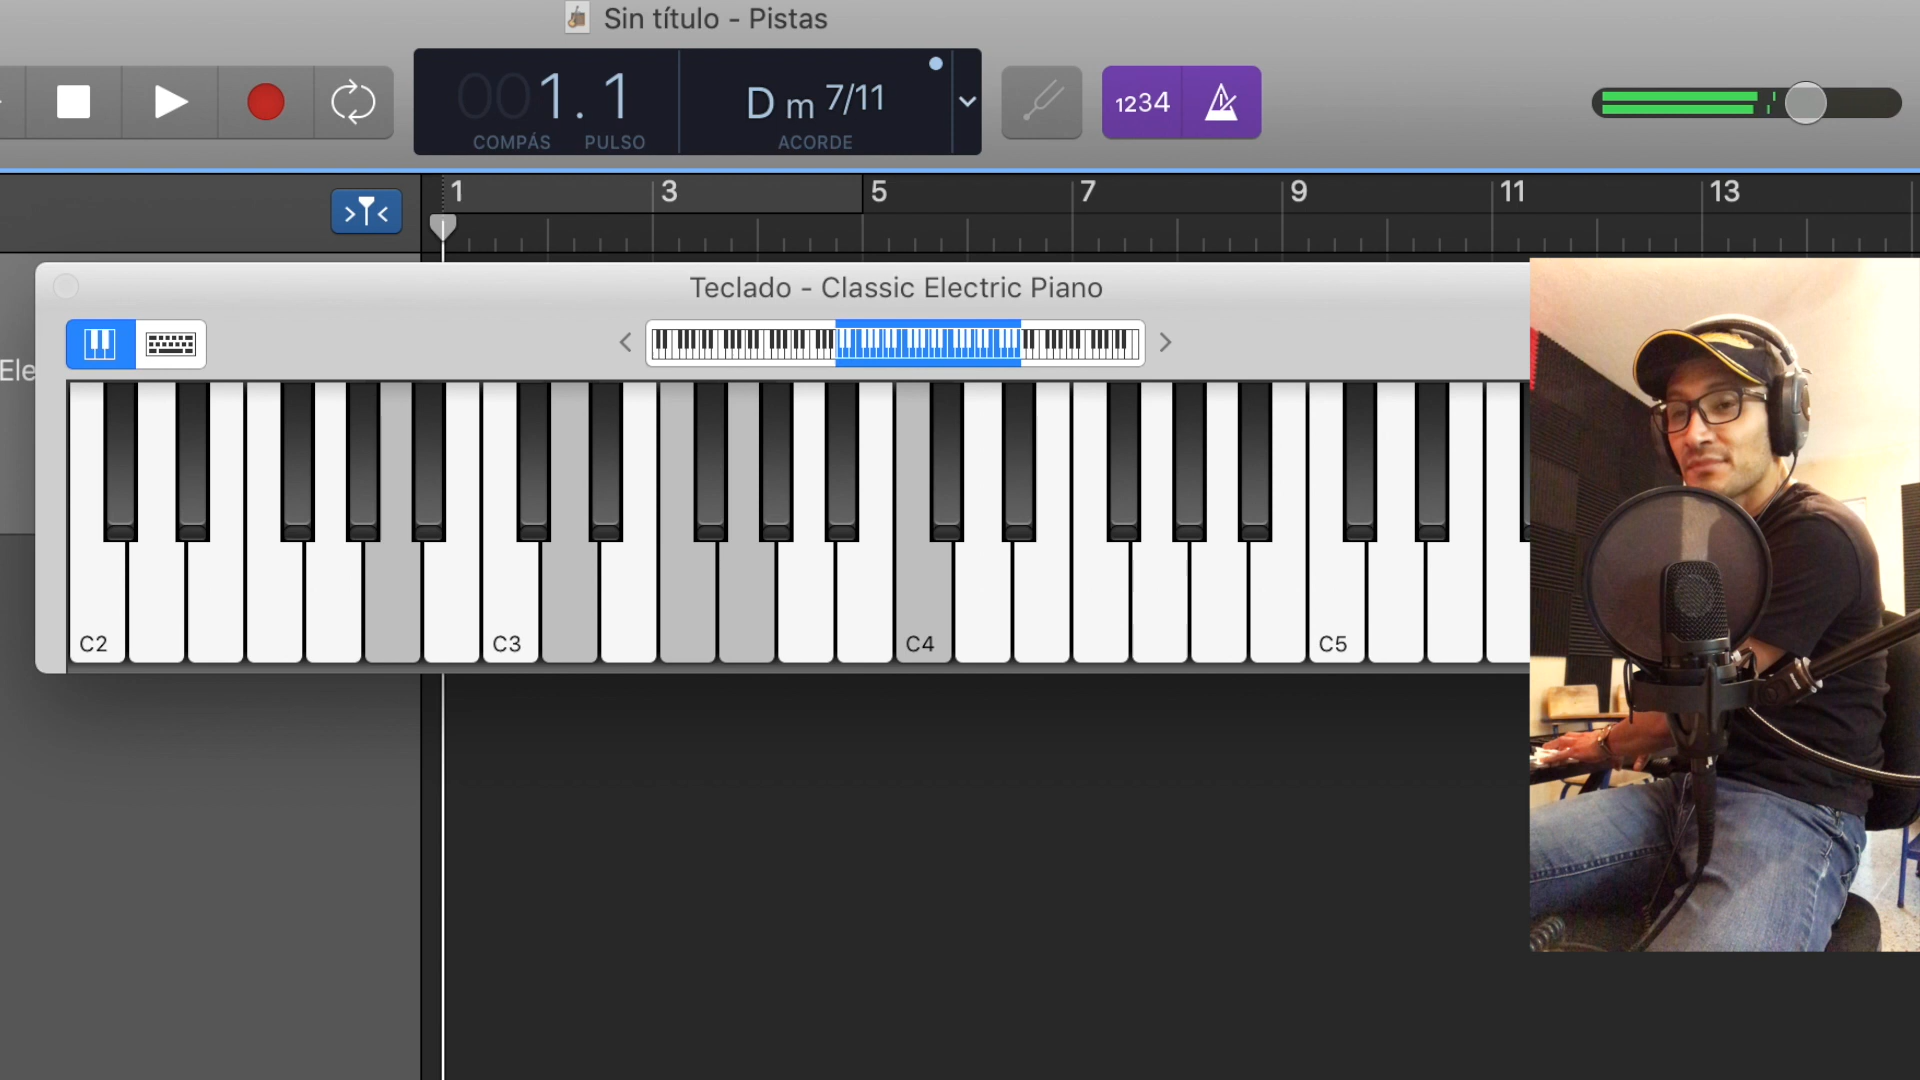 Sin título - Pistas
001. 1
COMPÁS PULSO
D m 7/11
ACORDE
1234
1 3 5 7 9 11 13
Teclado - Classic Electric Piano
Ele
C2 C3 C4 C5